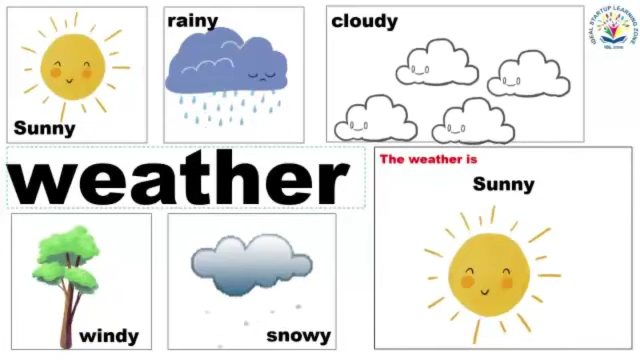 rainy
cloudy
Sunny
weather
The weather is
Sunny
windy
snowy